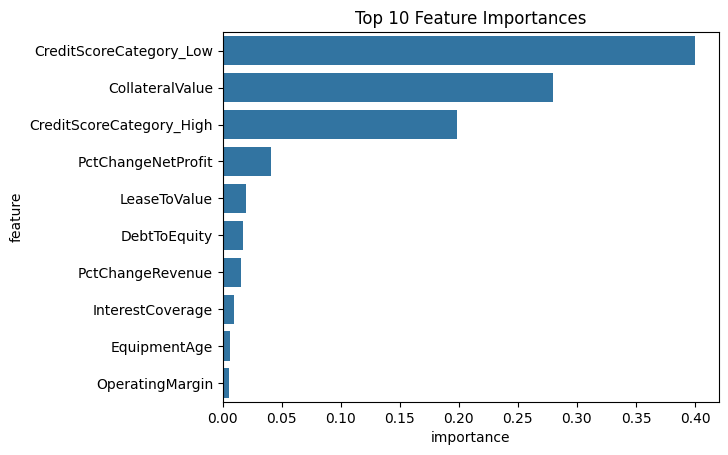 Top 10 Feature Importances
feature
CreditScoreCategory_Low
CollateralValue
CreditScoreCategory_High
PctChangeNetProfit
LeaseToValue
DebtToEquity
PctChangeRevenue
InterestCoverage
EquipmentAge
OperatingMargin
0.00 0.05 0.10 0.15 0.20 0.25 0.30 0.35 0.40
importance